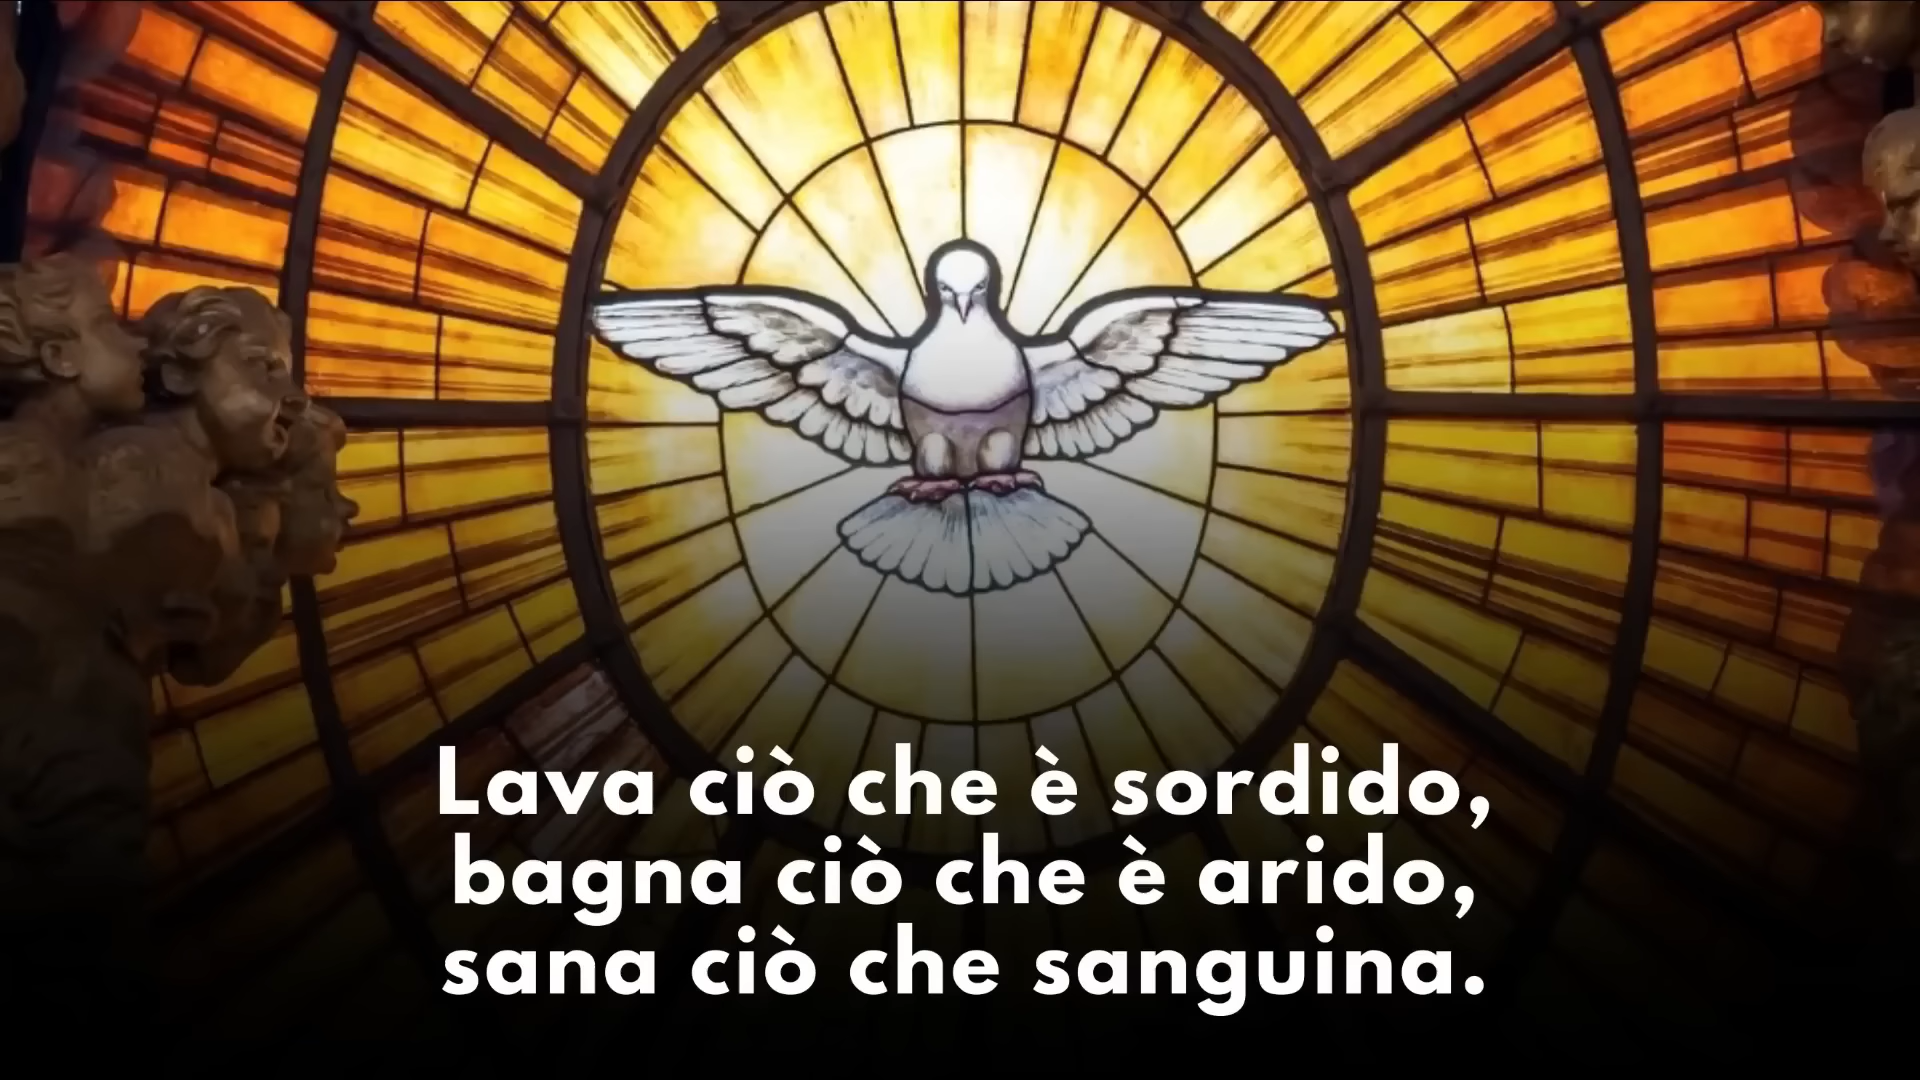 Lava ciò che è sordido,
bagna ciò che è arido,
sana ciò che sanguina.